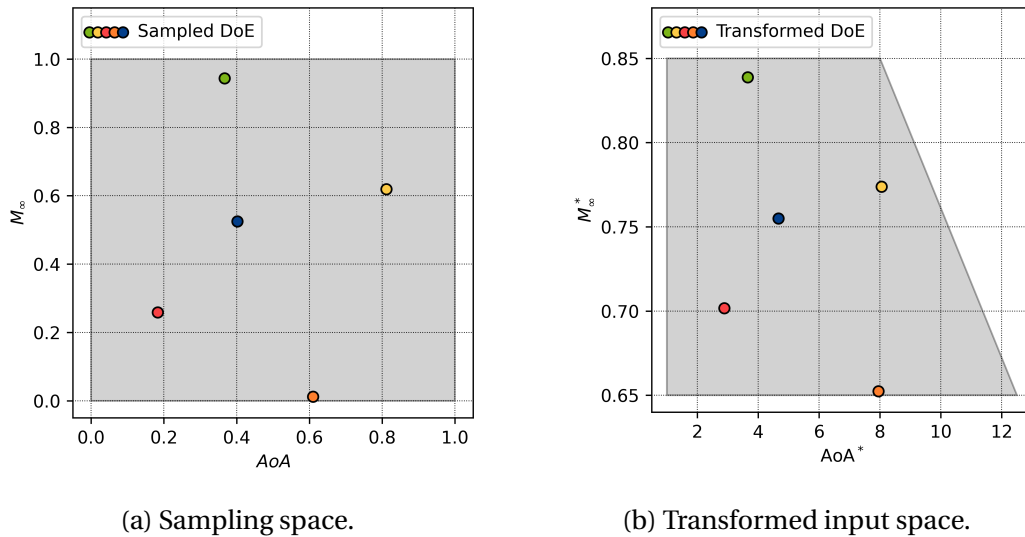 Sampled DoE
1.0
0.8
0.6
0.4
0.2
0.0
M∞
0.0 0.2 0.4 0.6 0.8 1.0
AoA
(a) Sampling space.
Transformed DoE
0.85
0.80
0.75
0.70
0.65
M∞*
2 4 6 8 10 12
AoA*
(b) Transformed input space.